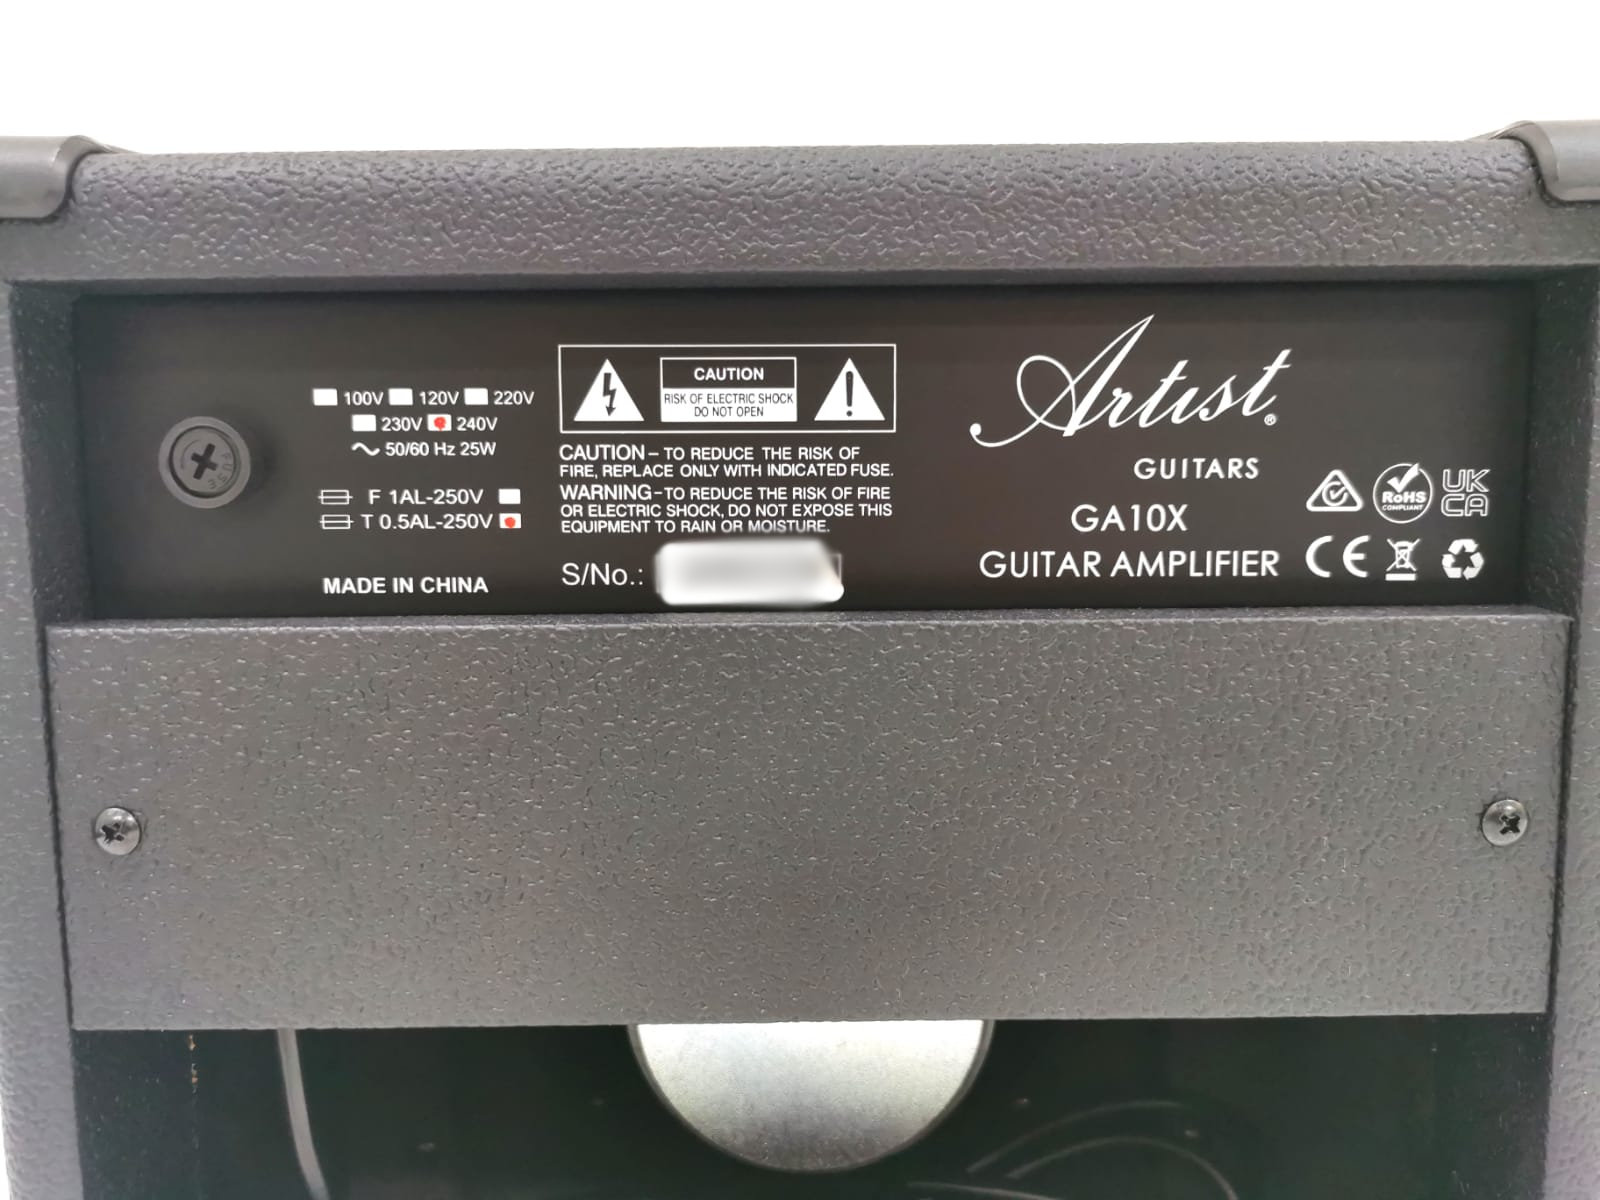 FUSE
100V 120V 220V
230V 240V
50/60 Hz 25W
F 1AL-250V
T 0.5AL-250V
MADE IN CHINA
CAUTION
RISK OF ELECTRIC SHOCK
DO NOT OPEN
CAUTION – TO REDUCE THE RISK OF
FIRE, REPLACE ONLY WITH INDICATED FUSE.
WARNING – TO REDUCE THE RISK OF FIRE
OR ELECTRIC SHOCK, DO NOT EXPOSE THIS
EQUIPMENT TO RAIN OR MOISTURE.
S/No.:
Artist®
GUITARS
GA10X
GUITAR AMPLIFIER
RoHS
COMPLIANT
UK
CA
CE